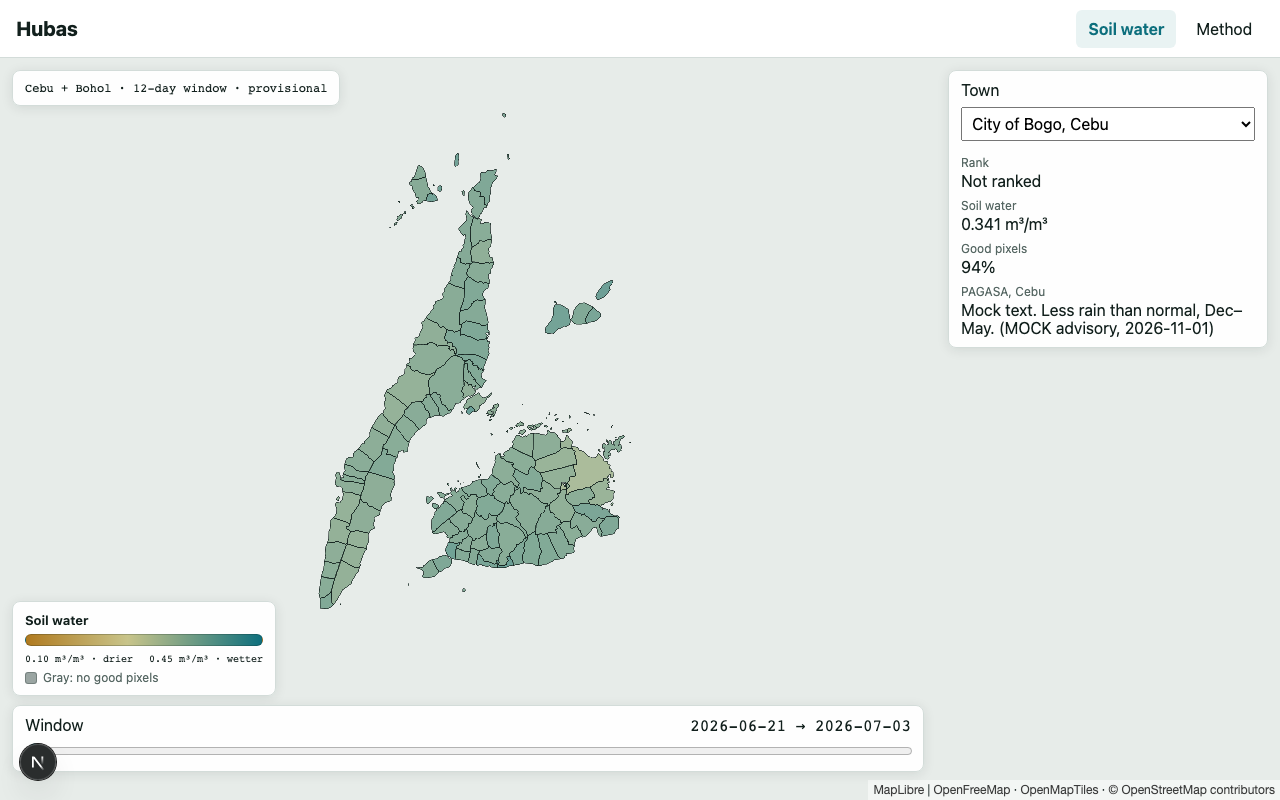 Hubas
Soil water
Method
Cebu + Bohol · 12-day window · provisional
Town
City of Bogo, Cebu
Rank
Not ranked
Soil water
0.341 m³/m³
Good pixels
94%
PAGASA, Cebu
Mock text. Less rain than normal, Dec–
May. (MOCK advisory, 2026-11-01)
Soil water
0.10 m³/m³ · drier
0.45 m³/m³ · wetter
Gray: no good pixels
Window
2026-06-21 → 2026-07-03
N
MapLibre | OpenFreeMap · OpenMapTiles · © OpenStreetMap contributors